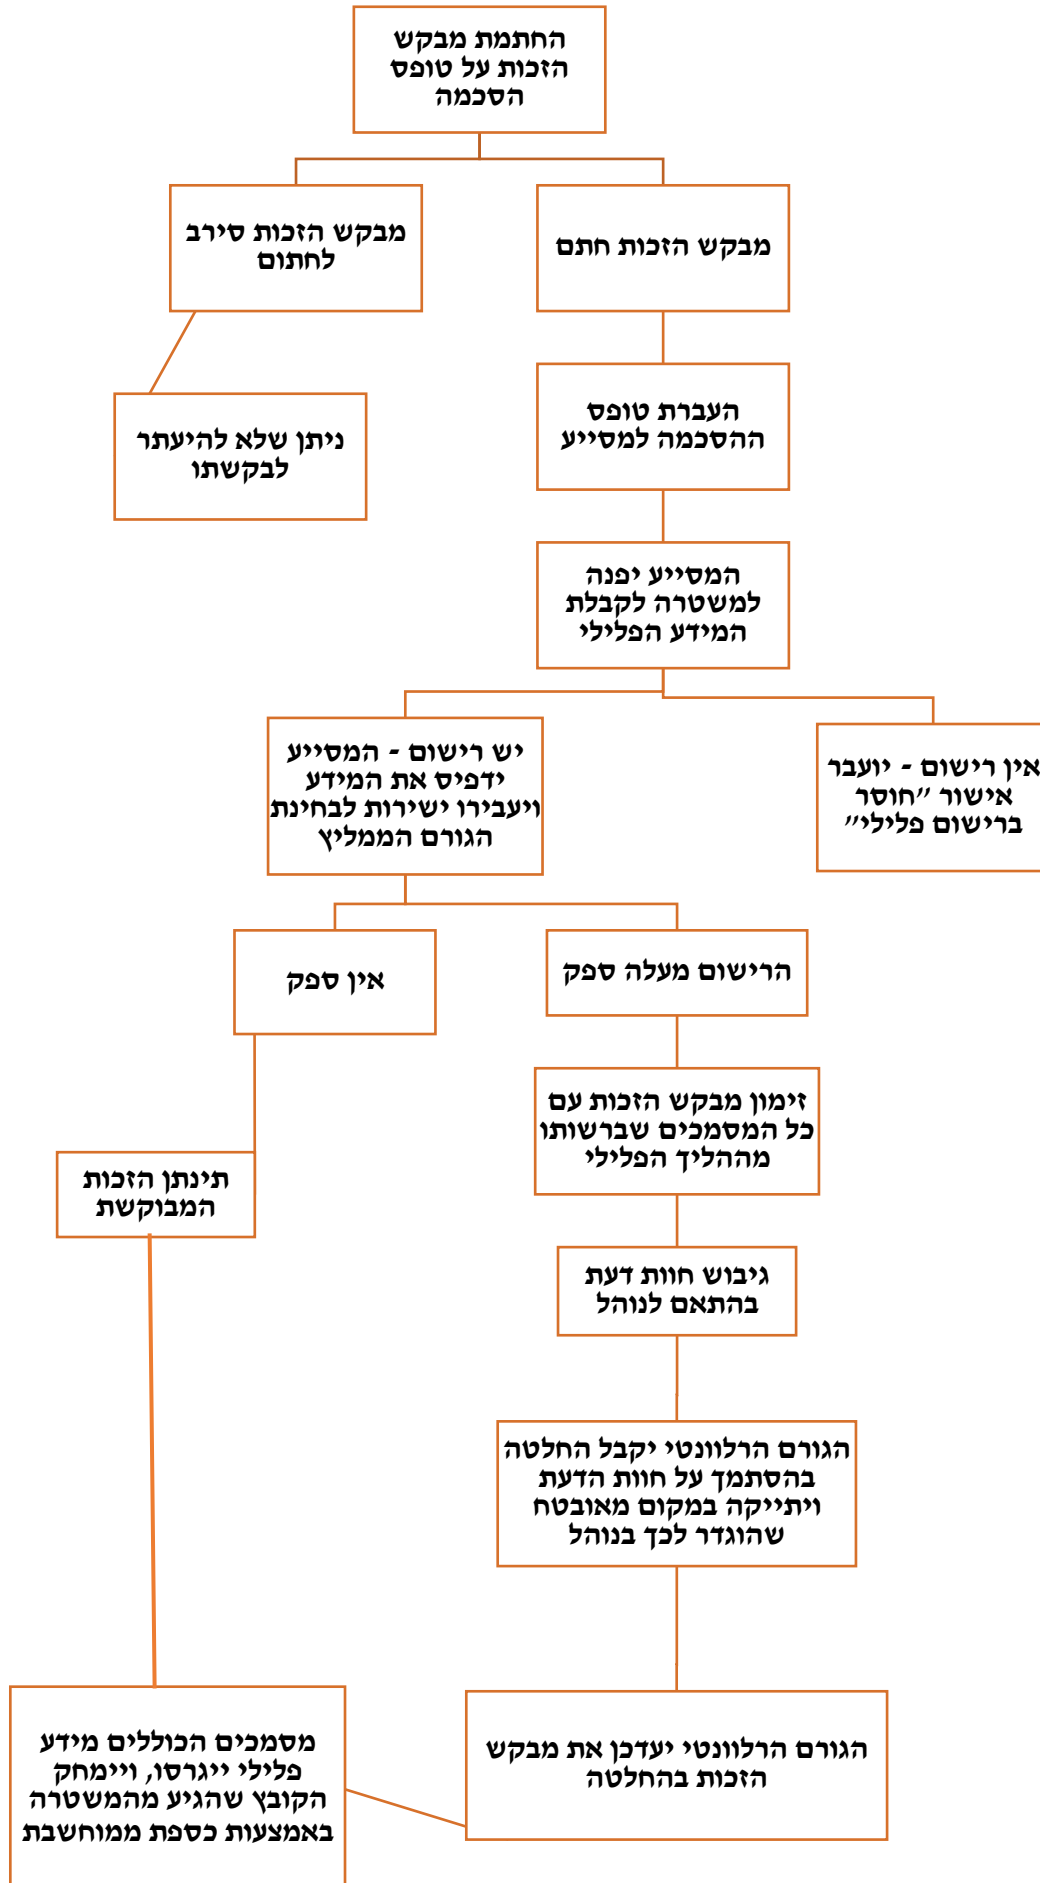 החתמת מבקש
הזכות על טופס
הסכמה
מבקש הזכות חתם
מבקש הזכות סירב
לחתום
העברת טופס
ההסכמה למסייע
ניתן שלא להיעתר
לבקשתו
המסייע יפנה
למשטרה לקבלת
המידע הפלילי
אין רישום - יועבר
אישור "חוסר
ברישום פלילי"
יש רישום - המסייע
ידפיס את המידע
ויעבירו ישירות לבחינת
הגורם הממליץ
הרישום מעלה ספק
אין ספק
זימון מבקש הזכות עם
כל המסמכים שברשותו
מההליך הפלילי
תינתן הזכות
המבוקשת
גיבוש חוות דעת
בהתאם לנוהל
הגורם הרלוונטי יקבל החלטה
בהסתמך על חוות הדעת
ויתייקה במקום מאובטח
שהוגדר לכך בנוהל
הגורם הרלוונטי יעדכן את מבקש
הזכות בהחלטה
מסמכים הכוללים מידע
פלילי ייגרסו, ויימחק
הקובץ שהגיע מהמשטרה
באמצעות כספת ממוחשבת